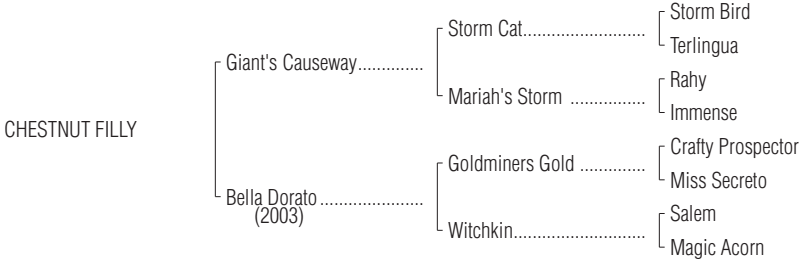 Storm Bird
Storm Cat..........................
Terlingua
Giant's Causeway..............
Rahy
Mariah's Storm ................
Immense
CHESTNUT FILLY
Crafty Prospector
Goldminers Gold ..............
Miss Secreto
Bella Dorato ......................
(2003)
Salem
Witchkin............................
Magic Acorn